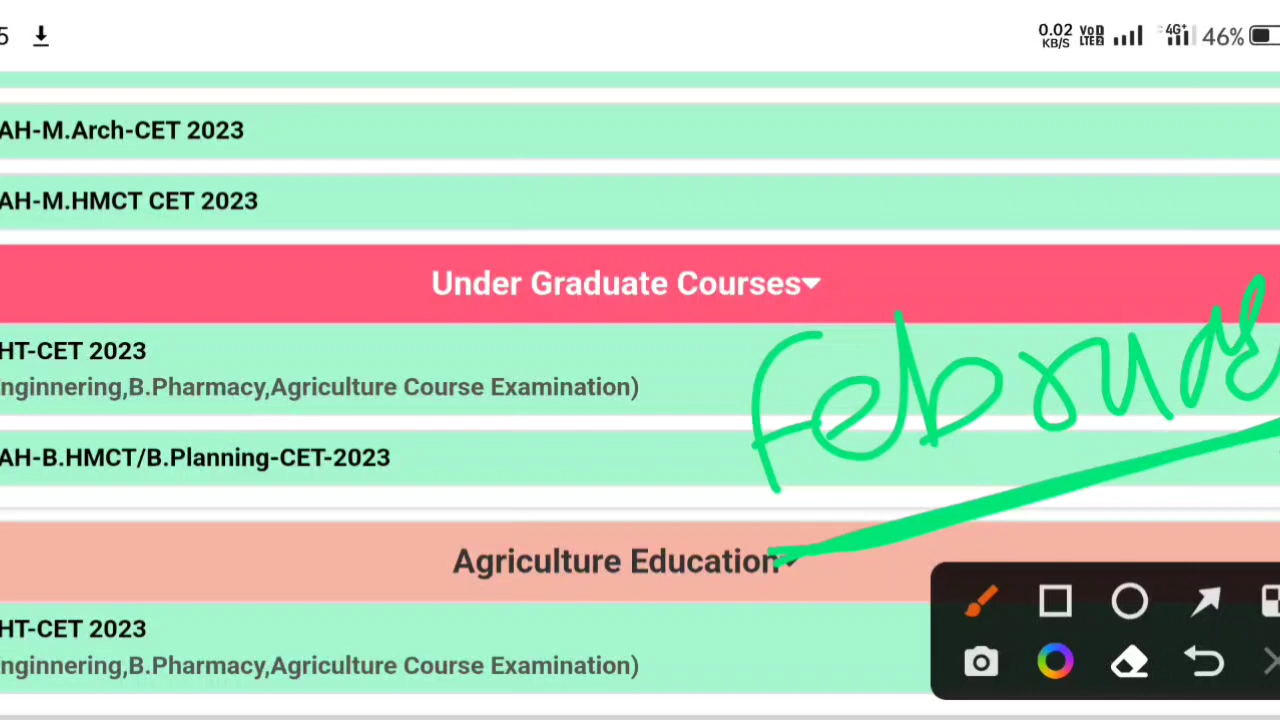 5
0.02 KB/S VoD LTE2 4G+ 46%
AH-M.Arch-CET 2023
AH-M.HMCT CET 2023
Under Graduate Courses
HT-CET 2023
nginnering,B.Pharmacy,Agriculture Course Examination)
Februa
AH-B.HMCT/B.Planning-CET-2023
Agriculture Education
HT-CET 2023
nginnering,B.Pharmacy,Agriculture Course Examination)